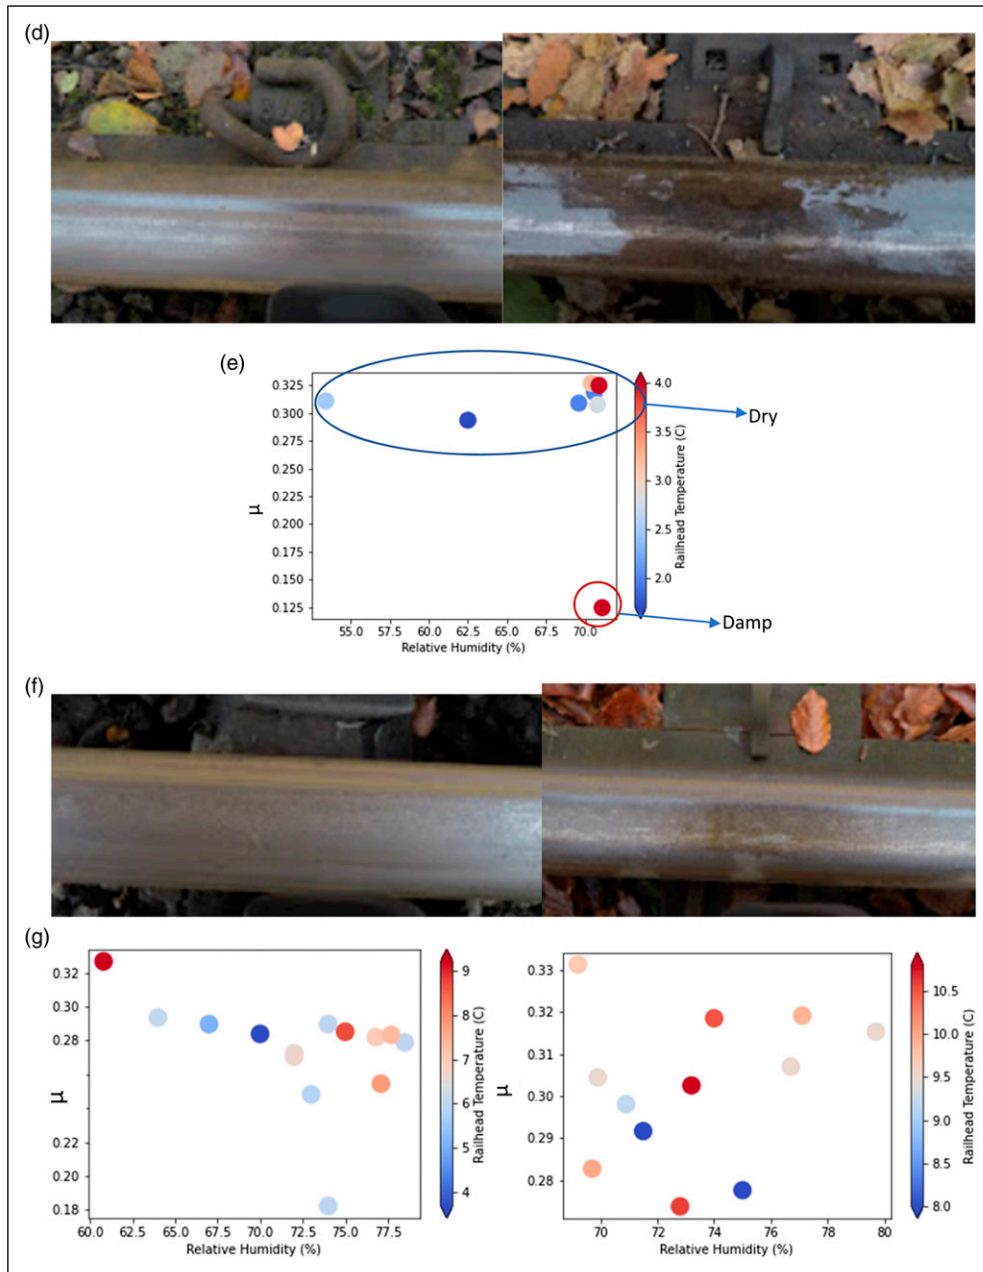 (d)
(e)
0.325
0.300
0.275
0.250
0.225
0.200
0.175
0.150
0.125
μ
55.0 57.5 60.0 62.5 65.0 67.5 70.0
Relative Humidity (%)
4.0
3.5
3.0
2.5
2.0
Railhead Temperature (C)
Dry
Damp
(f)
(g)
0.32
0.30
0.28
0.22
0.20
0.18
μ
60.0 62.5 65.0 67.5 70.0 72.5 75.0 77.5
Relative Humidity (%)
9
8
7
6
5
4
Railhead Temperature (C)
0.33
0.32
0.31
0.30
0.29
0.28
μ
70 72 74 76 78 80
Relative Humidity (%)
10.5
10.0
9.5
9.0
8.5
8.0
Railhead Temperature (C)